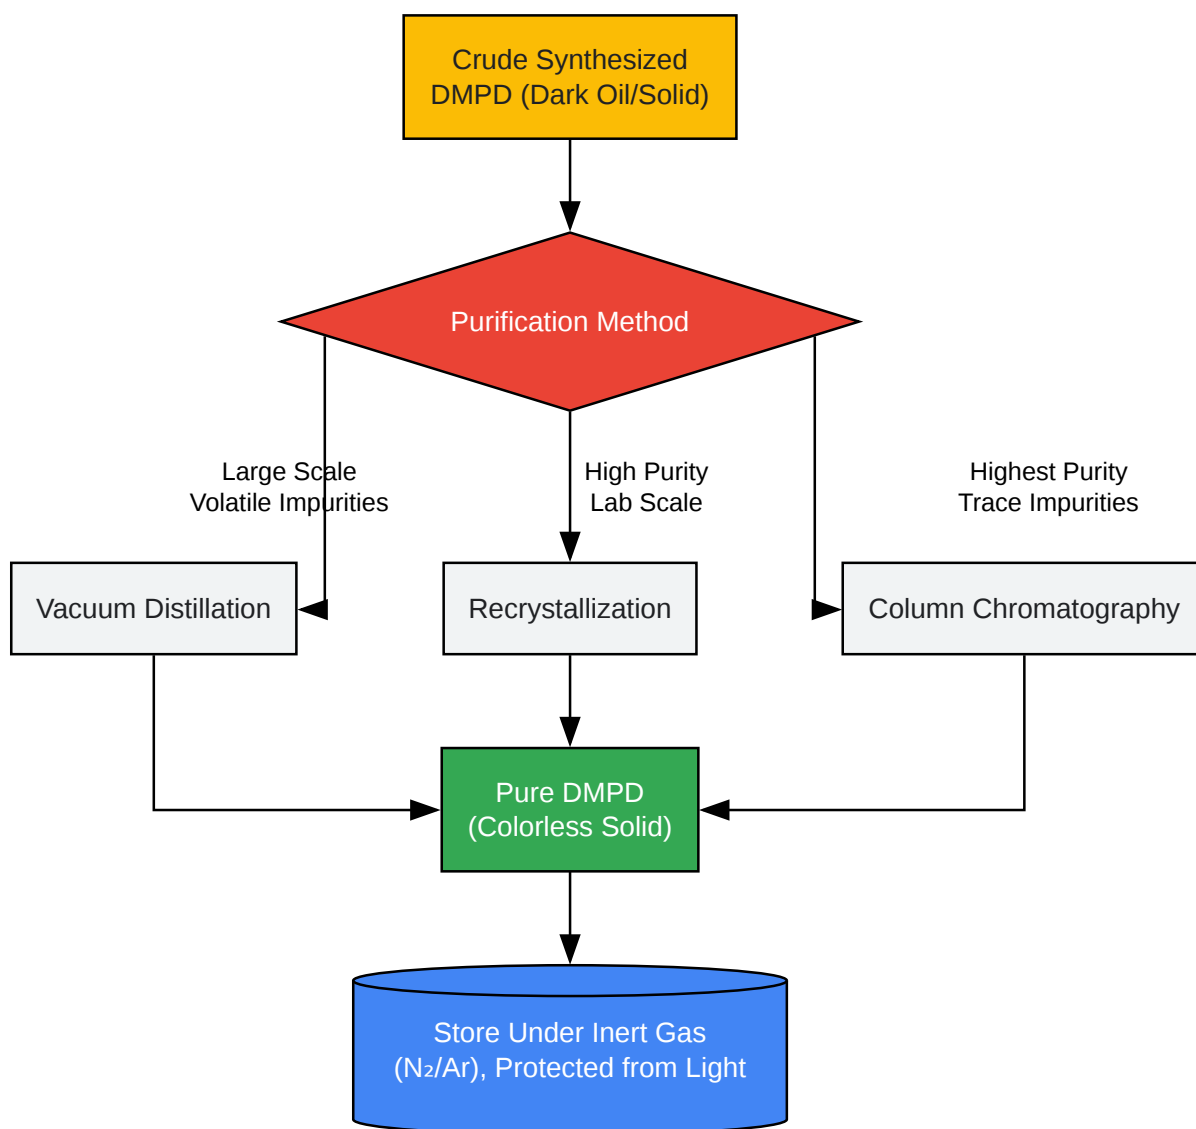 Crude Synthesized
DMPD (Dark Oil/Solid)
Purification Method
Large Scale
Volatile Impurities
High Purity
Lab Scale
Highest Purity
Trace Impurities
Vacuum Distillation
Recrystallization
Column Chromatography
Pure DMPD
(Colorless Solid)
Store Under Inert Gas
(N₂/Ar), Protected from Light